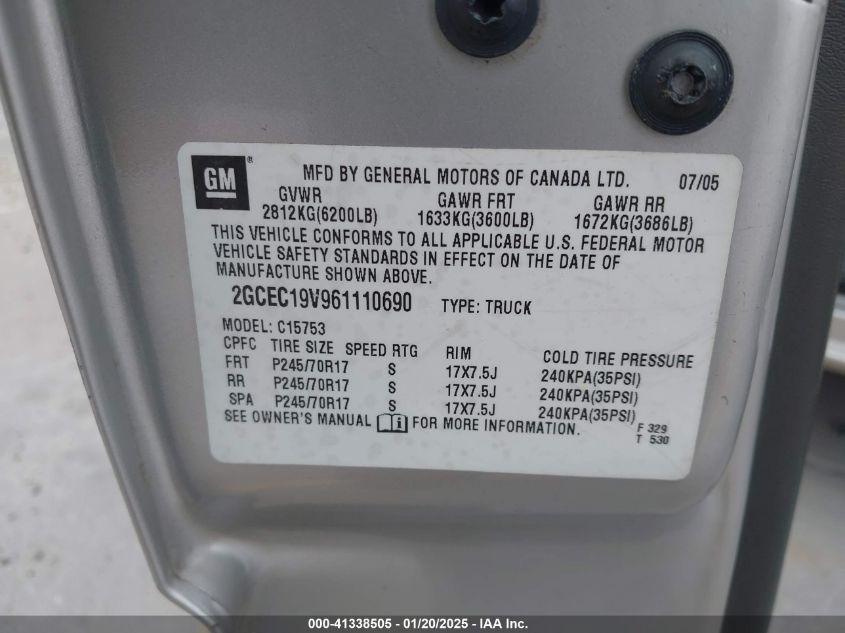 GM ®
MFD BY GENERAL MOTORS OF CANADA LTD. 07/05
GVWR GAWR FRT GAWR RR
2812KG(6200LB) 1633KG(3600LB) 1672KG(3686LB)
THIS VEHICLE CONFORMS TO ALL APPLICABLE U.S. FEDERAL MOTOR
VEHICLE SAFETY STANDARDS IN EFFECT ON THE DATE OF
MANUFACTURE SHOWN ABOVE.
2GCEC19V961110690 TYPE: TRUCK
MODEL: C15753
CPFC TIRE SIZE SPEED RTG RIM COLD TIRE PRESSURE
FRT P245/70R17 S 17X7.5J 240KPA(35PSI)
RR P245/70R17 S 17X7.5J 240KPA(35PSI)
SPA P245/70R17 S 17X7.5J 240KPA(35PSI)
SEE OWNER'S MANUAL i FOR MORE INFORMATION.
F 329
T 530
000-41338505 — 01/20/2025 — IAA Inc.